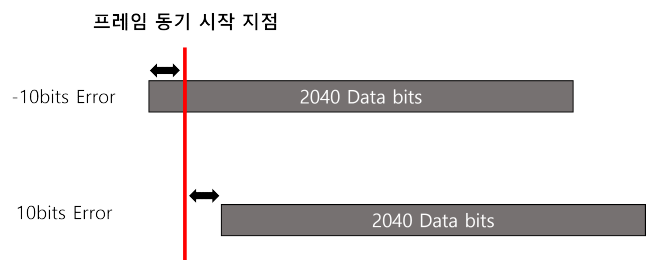 프레임 동기 시작 지점
-10bits Error
2040 Data bits
10bits Error
2040 Data bits